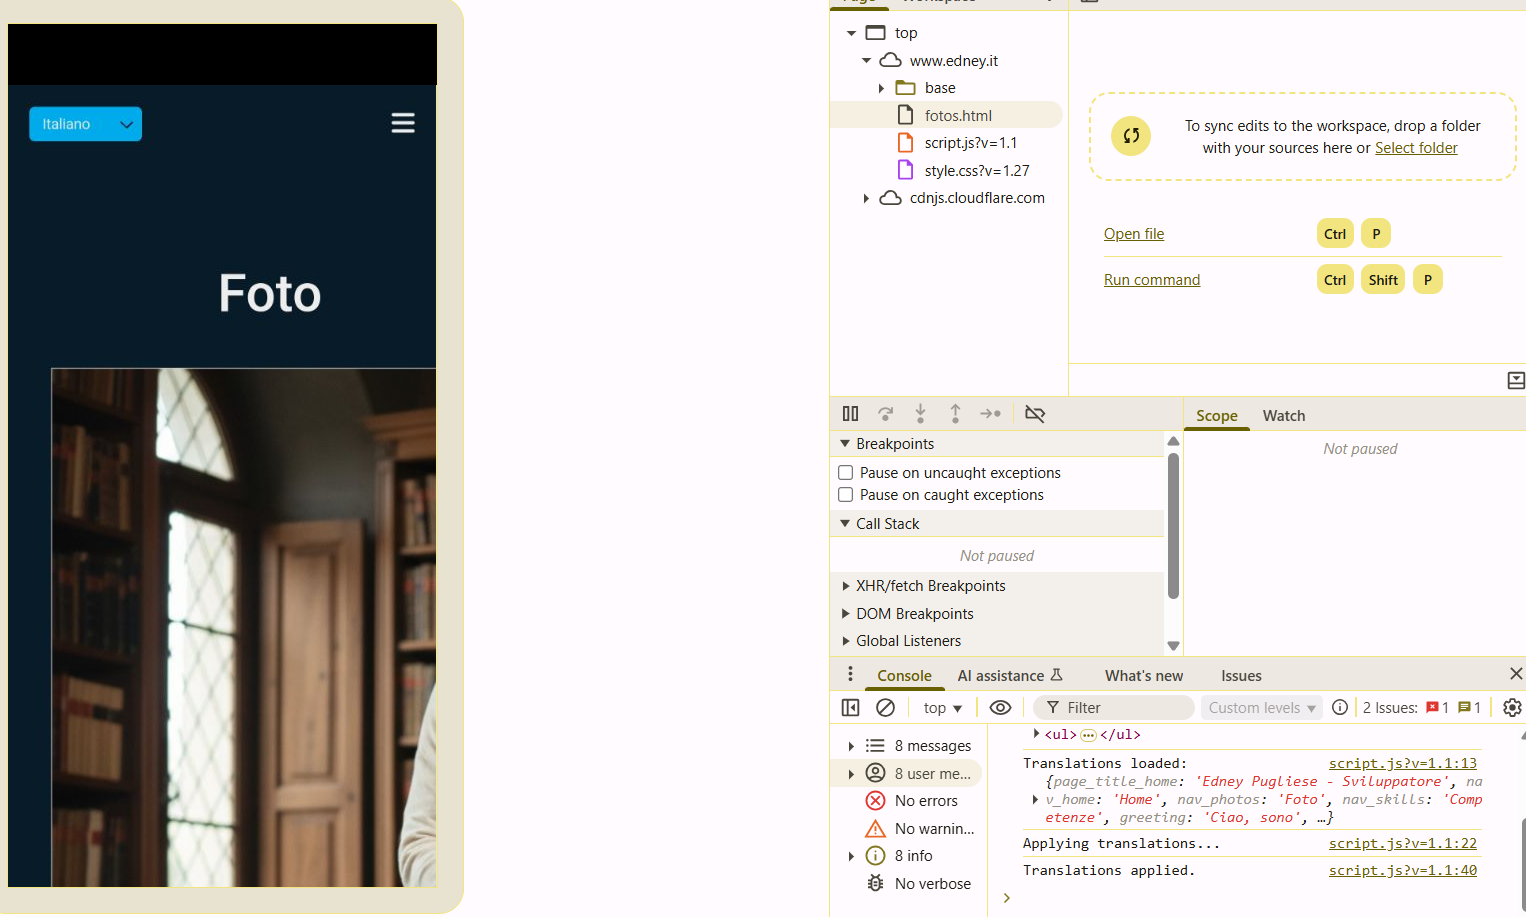 Italiano
Foto
top
www.edney.it
base
fotos.html
script.js?v=1.1
style.css?v=1.27
cdnjs.cloudflare.com
To sync edits to the workspace, drop a folder
with your sources here or Select folder
Open file Ctrl P
Run command Ctrl Shift P
Scope Watch
Breakpoints
Not paused
Pause on uncaught exceptions
Pause on caught exceptions
Call Stack
Not paused
XHR/fetch Breakpoints
DOM Breakpoints
Global Listeners
Console AI assistance What's new Issues
top Filter Custom levels 2 Issues: 1 1
8 messages
8 user me...
No errors
No warnin...
8 info
No verbose
<ul> </ul>
Translations loaded: script.js?v=1.1:13
{page_title_home: 'Edney Pugliese - Sviluppatore', na
v_home: 'Home', nav_photos: 'Foto', nav_skills: 'Comp
etenze', greeting: 'Ciao, sono', …}
Applying translations... script.js?v=1.1:22
Translations applied. script.js?v=1.1:40